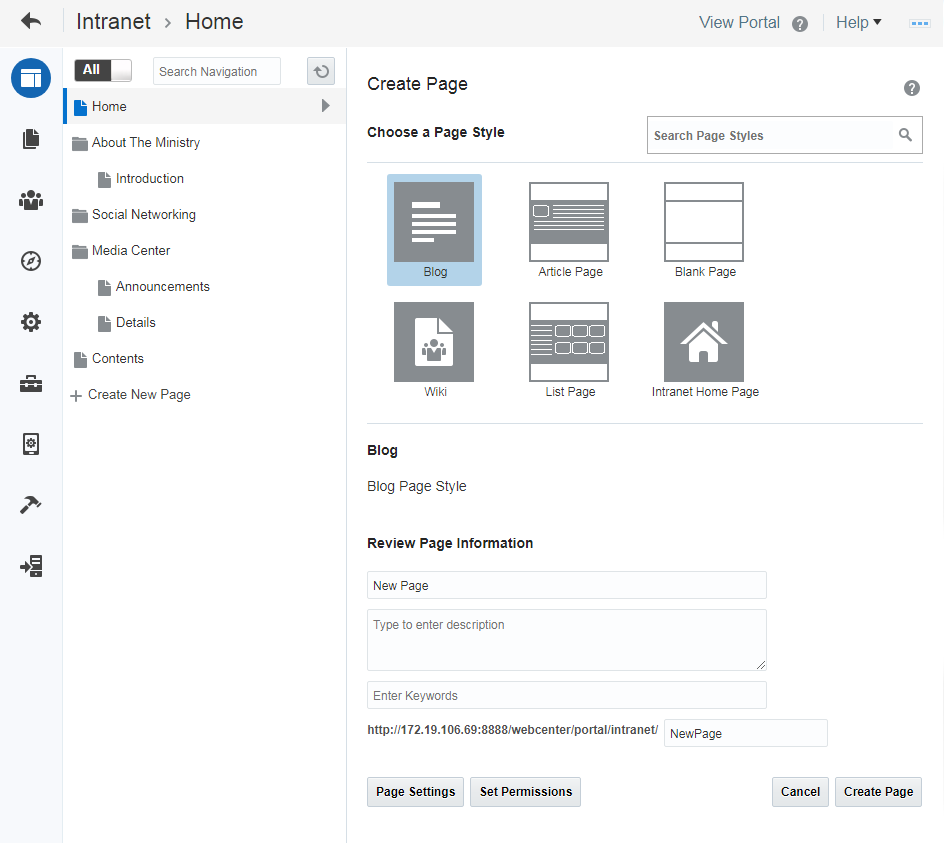 Intranet > Home
View Portal ?
Help
All
Search Navigation
Home
About The Ministry
Introduction
Social Networking
Media Center
Announcements
Details
Contents
+ Create New Page
Create Page
?
Choose a Page Style
Search Page Styles
Blog
Article Page
Blank Page
Wiki
List Page
Intranet Home Page
Blog
Blog Page Style
Review Page Information
New Page
Type to enter description
Enter Keywords
http://172.19.106.69:8888/webcenter/portal/intranet/ NewPage
Page Settings
Set Permissions
Cancel
Create Page